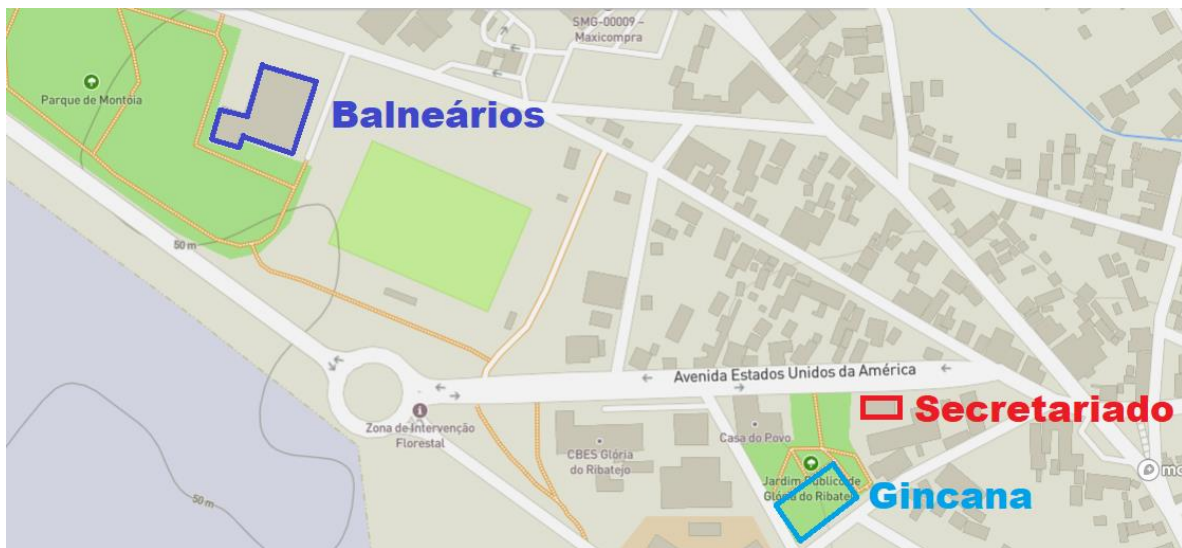 SMG-00009 –
Maxicompra
Parque de Montóia
Balneários
50 m
Avenida Estados Unidos da América
Secretariado
Zona de Intervenção
Florestal
CBES Glória
do Ribatejo
Casa do Povo
Jardim Público de
Glória do Ribatejo
Gincana
50 m